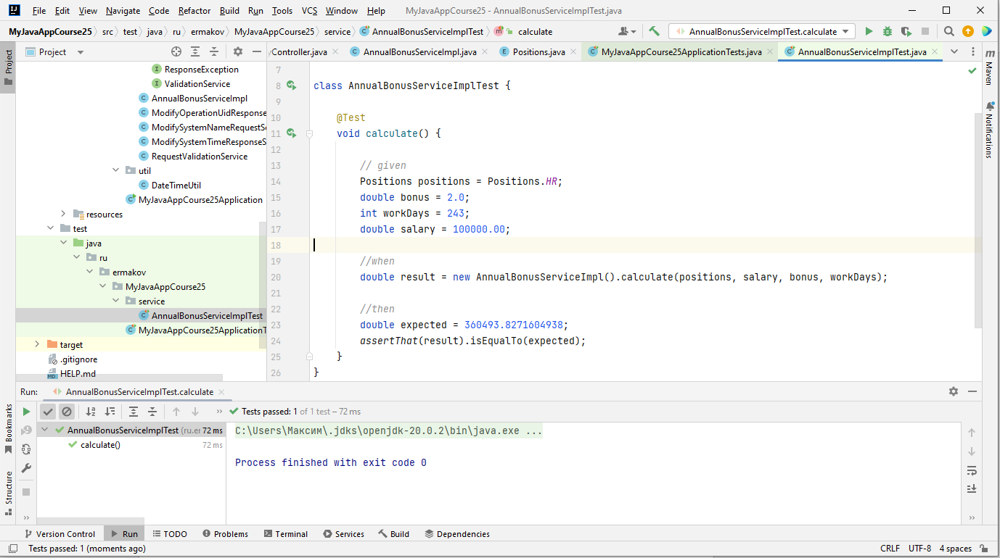 File Edit View Navigate Code Refactor Build Run Tools VCS Window Help MyJavaAppCourse25 - AnnualBonusServiceImplTest.java
MyJavaAppCourse25 src test java ru ermakov MyJavaAppCourse25 service AnnualBonusServiceImplTest calculate AnnualBonusServiceImplTest.calculate
Project
Project
yController.java AnnualBonusServiceImpl.java Positions.java MyJavaAppCourse25ApplicationTests.java AnnualBonusServiceImplTest.java
ResponseException
ValidationService
AnnualBonusServiceImpl
ModifyOperationUidResponse
ModifySystemNameRequestSe
ModifySystemTimeResponseS
RequestValidationService
util
DateTimeUtil
MyJavaAppCourse25Application
resources
test
java
ru
ermakov
MyJavaAppCourse25
service
AnnualBonusServiceImplTest
MyJavaAppCourse25ApplicationT
target
.gitignore
HELP.md
7
8 class AnnualBonusServiceImplTest {
9
10 @Test
11 void calculate() {
12
13 // given
14 Positions positions = Positions.HR;
15 double bonus = 2.0;
16 int workDays = 243;
17 double salary = 100000.00;
18
19 //when
20 double result = new AnnualBonusServiceImpl().calculate(positions, salary, bonus, workDays);
21
22 //then
23 double expected = 360493.8271604938;
24 assertThat(result).isEqualTo(expected);
25 }
26 }
Maven
Notifications
Run: AnnualBonusServiceImplTest.calculate
Tests passed: 1 of 1 test – 72 ms
AnnualBonusServiceImplTest (ru.er 72 ms
calculate() 72 ms
C:\Users\Максим\.jdks\openjdk-20.0.2\bin\java.exe ...
Process finished with exit code 0
Bookmarks
Structure
Version Control Run TODO Problems Terminal Services Build Dependencies
Tests passed: 1 (moments ago) CRLF UTF-8 4 spaces